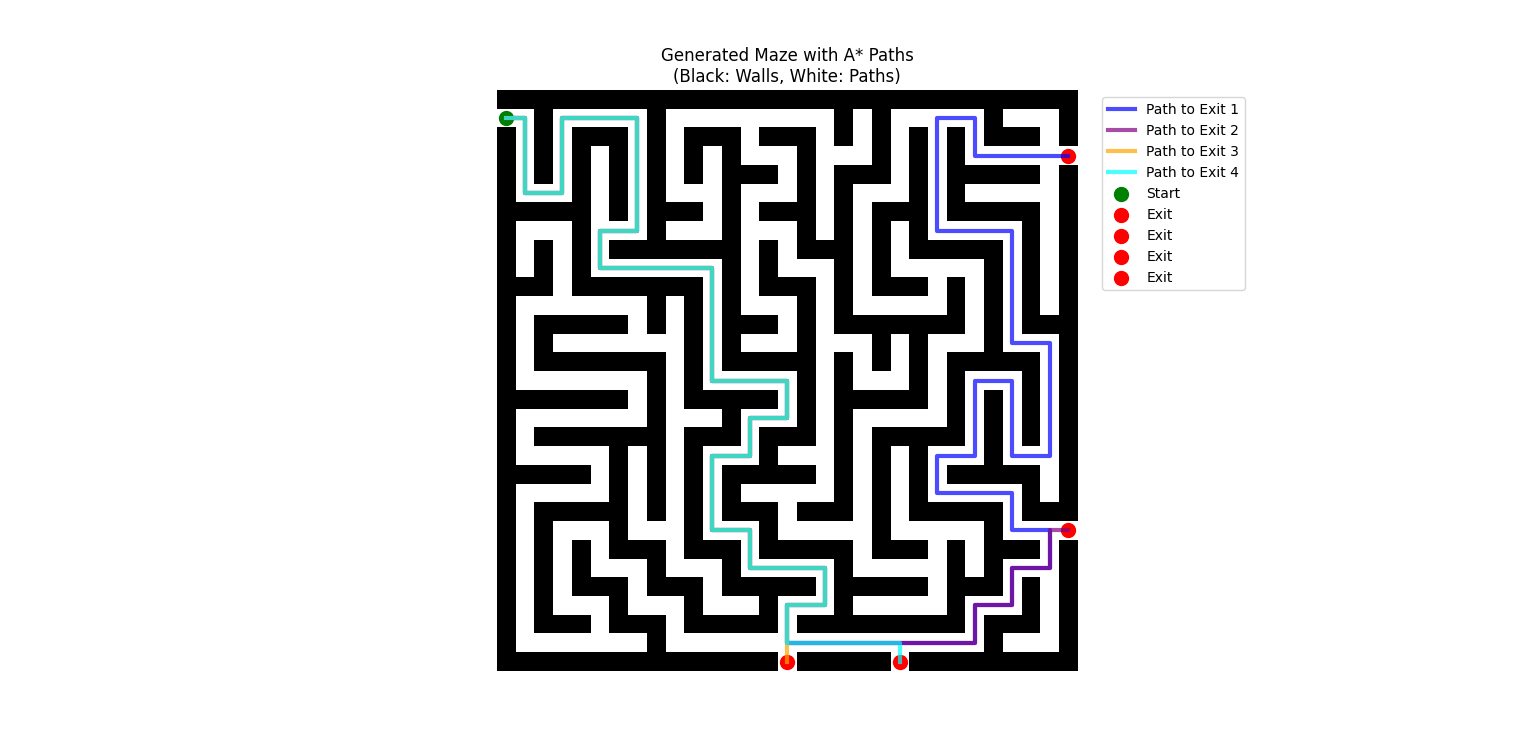 Generated Maze with A* Paths
(Black: Walls, White: Paths)
Path to Exit 1
Path to Exit 2
Path to Exit 3
Path to Exit 4
Start
Exit
Exit
Exit
Exit